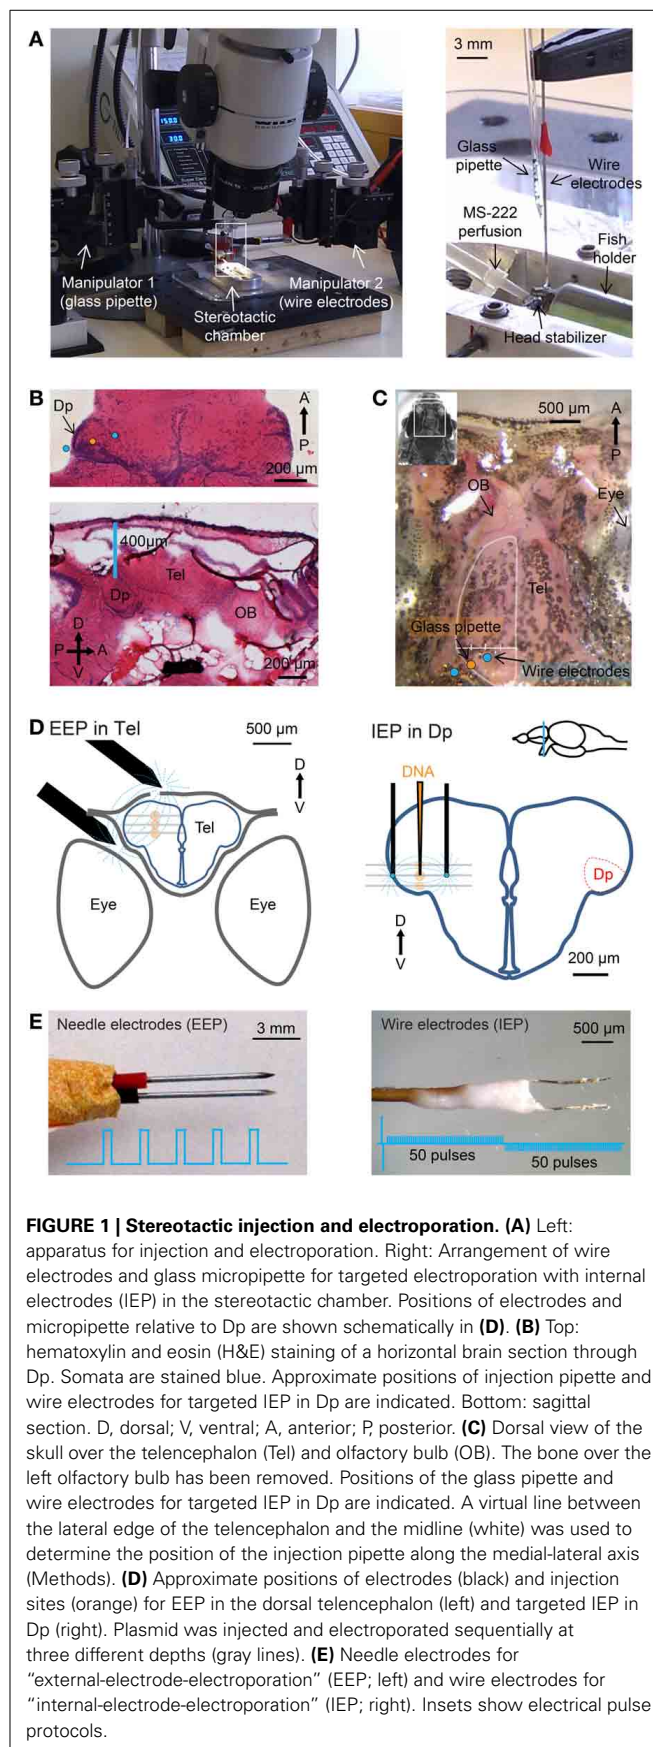 A
3 mm
150.0
30.0
Glass
pipette
Wire
electrodes
MS-222
perfusion
Fish
holder
Head stabilizer
Manipulator 1
(glass pipette)
Manipulator 2
(wire electrodes)
Stereotactic
chamber
B
Dp
A
P
200 µm
400µm
Tel
Dp
OB
D
P A
V
200 µm
C
500 µm
A
P
OB
Eye
Tel
Glass pipette
Wire electrodes
D EEP in Tel
500 µm
D
V
Tel
Eye
Eye
IEP in Dp
DNA
Dp
D
V
200 µm
E
Needle electrodes (EEP)
3 mm
Wire electrodes (IEP)
500 µm
50 pulses
50 pulses
FIGURE 1 | Stereotactic injection and electroporation. (A) Left:
apparatus for injection and electroporation. Right: Arrangement of wire
electrodes and glass micropipette for targeted electroporation with internal
electrodes (IEP) in the stereotactic chamber. Positions of electrodes and
micropipette relative to Dp are shown schematically in (D). (B) Top:
hematoxylin and eosin (H&E) staining of a horizontal brain section through
Dp. Somata are stained blue. Approximate positions of injection pipette and
wire electrodes for targeted IEP in Dp are indicated. Bottom: sagittal
section. D, dorsal; V, ventral; A, anterior; P, posterior. (C) Dorsal view of the
skull over the telencephalon (Tel) and olfactory bulb (OB). The bone over the
left olfactory bulb has been removed. Positions of the glass pipette and
wire electrodes for targeted IEP in Dp are indicated. A virtual line between
the lateral edge of the telencephalon and the midline (white) was used to
determine the position of the injection pipette along the medial-lateral axis
(Methods). (D) Approximate positions of electrodes (black) and injection
sites (orange) for EEP in the dorsal telencephalon (left) and targeted IEP in
Dp (right). Plasmid was injected and electroporated sequentially at
three different depths (gray lines). (E) Needle electrodes for
“external-electrode-electroporation” (EEP; left) and wire electrodes for
“internal-electrode-electroporation” (IEP; right). Insets show electrical pulse
protocols.